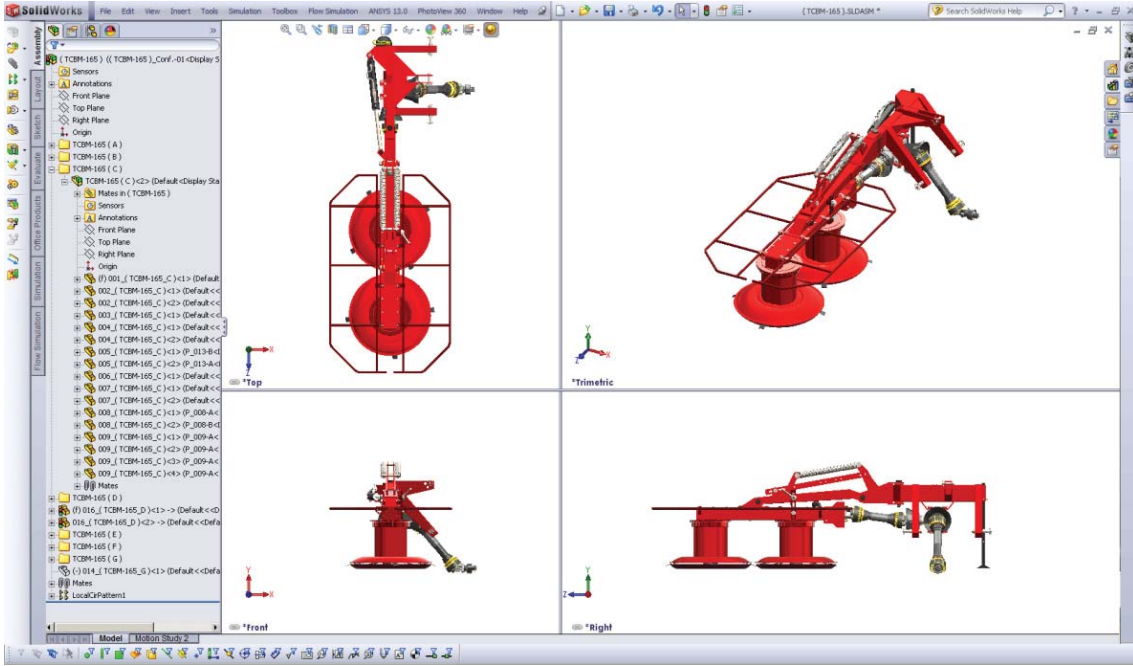 SolidWorks File Edit View Insert Tools Simulation Toolbox Flow Simulation ANSYS 13.0 PhotoView 360 Window Help
(TCBM-165 ).SLDASM *
Search SolidWorks Help
Assembly
Layout
Sketch
Evaluate
Office Products
Simulation
Flow Simulation
( TCBM-165 ) (( TCBM-165 )_Conf.-01<Display S
Sensors
Annotations
Front Plane
Top Plane
Right Plane
Origin
TCBM-165 ( A )
TCBM-165 ( B )
TCBM-165 ( C )
TCBM-165 ( C )<2> (Default<Display Sta
Mates in ( TCBM-165 )
Sensors
Annotations
Front Plane
Top Plane
Right Plane
Origin
(f) 001_( TCBM-165_C )<1> (Default
002_( TCBM-165_C )<1> (Default<<
002_( TCBM-165_C )<2> (Default<<
003_( TCBM-165_C )<1> (Default<<
004_( TCBM-165_C )<1> (Default<<
004_( TCBM-165_C )<2> (Default<<
005_( TCBM-165_C )<1> (P_013-B<D
005_( TCBM-165_C )<2> (P_013-A<D
006_( TCBM-165_C )<1> (Default<<
007_( TCBM-165_C )<1> (Default<<
007_( TCBM-165_C )<2> (Default<<
008_( TCBM-165_C )<1> (P_008-A<
008_( TCBM-165_C )<2> (P_008-B<
009_( TCBM-165_C )<1> (P_009-A<
009_( TCBM-165_C )<2> (P_009-A<
009_( TCBM-165_C )<3> (P_009-A<
009_( TCBM-165_C )<4> (P_009-A<
Mates
TCBM-165 ( D )
(f) 016_( TCBM-165_D )<1> -> (Default<<D
016_( TCBM-165_D )<2> -> (Default<<Defa
TCBM-165 ( E )
TCBM-165 ( F )
TCBM-165 ( G )
(-) 014_( TCBM-165_G )<1> (Default<<Defa
Mates
LocalCirPattern1
X
Z
*Top
Y
X
Z
*Trimetric
Y
X
*Front
Y
Z
*Right
Model
Motion Study 2